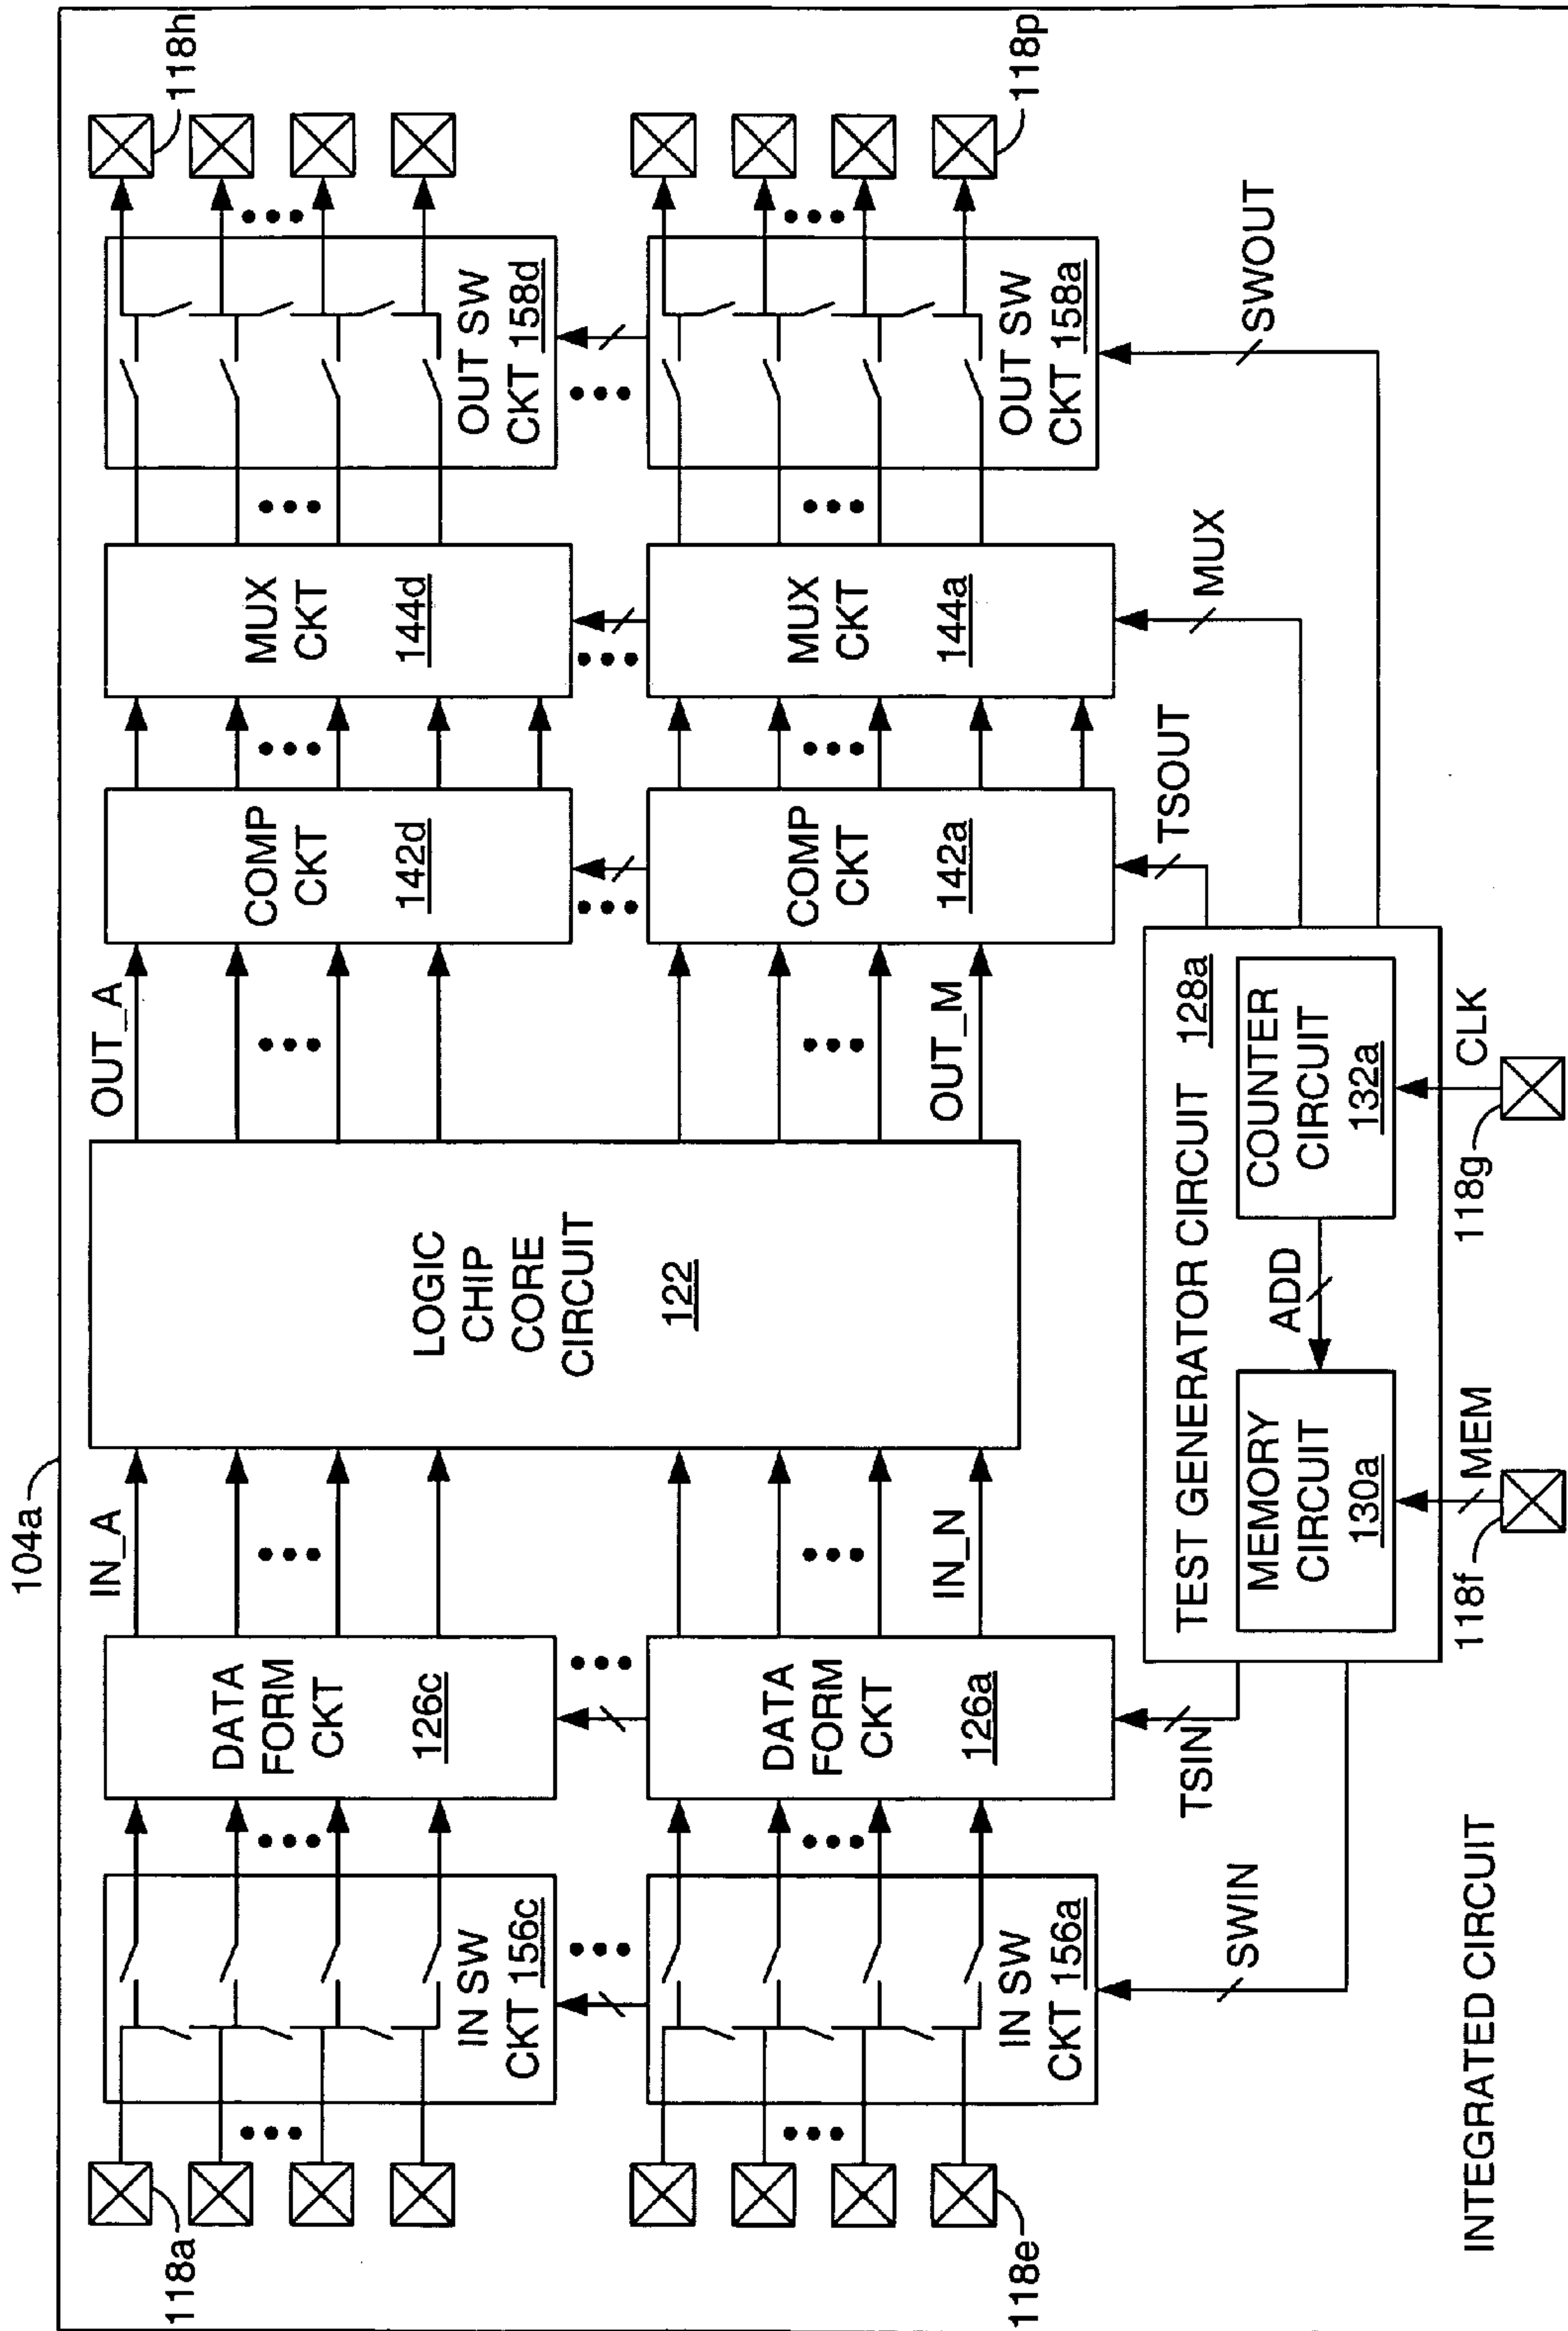 104a
118a
118e
IN SW
CKT 156c
IN SW
CKT 156a
SWIN
DATA
FORM
CKT
126c
DATA
FORM
CKT
126a
TSIN
IN_A
IN_N
LOGIC
CHIP
CORE
CIRCUIT
122
OUT_A
OUT_M
COMP
CKT
142d
COMP
CKT
142a
TSOUT
MUX
CKT
144d
MUX
CKT
144a
MUX
OUT SW
CKT 158d
OUT SW
CKT 158a
SWOUT
118h
118p
TEST GENERATOR CIRCUIT 128a
MEMORY
CIRCUIT
130a
ADD
COUNTER
CIRCUIT
132a
MEM
118f
CLK
118g
INTEGRATED CIRCUIT